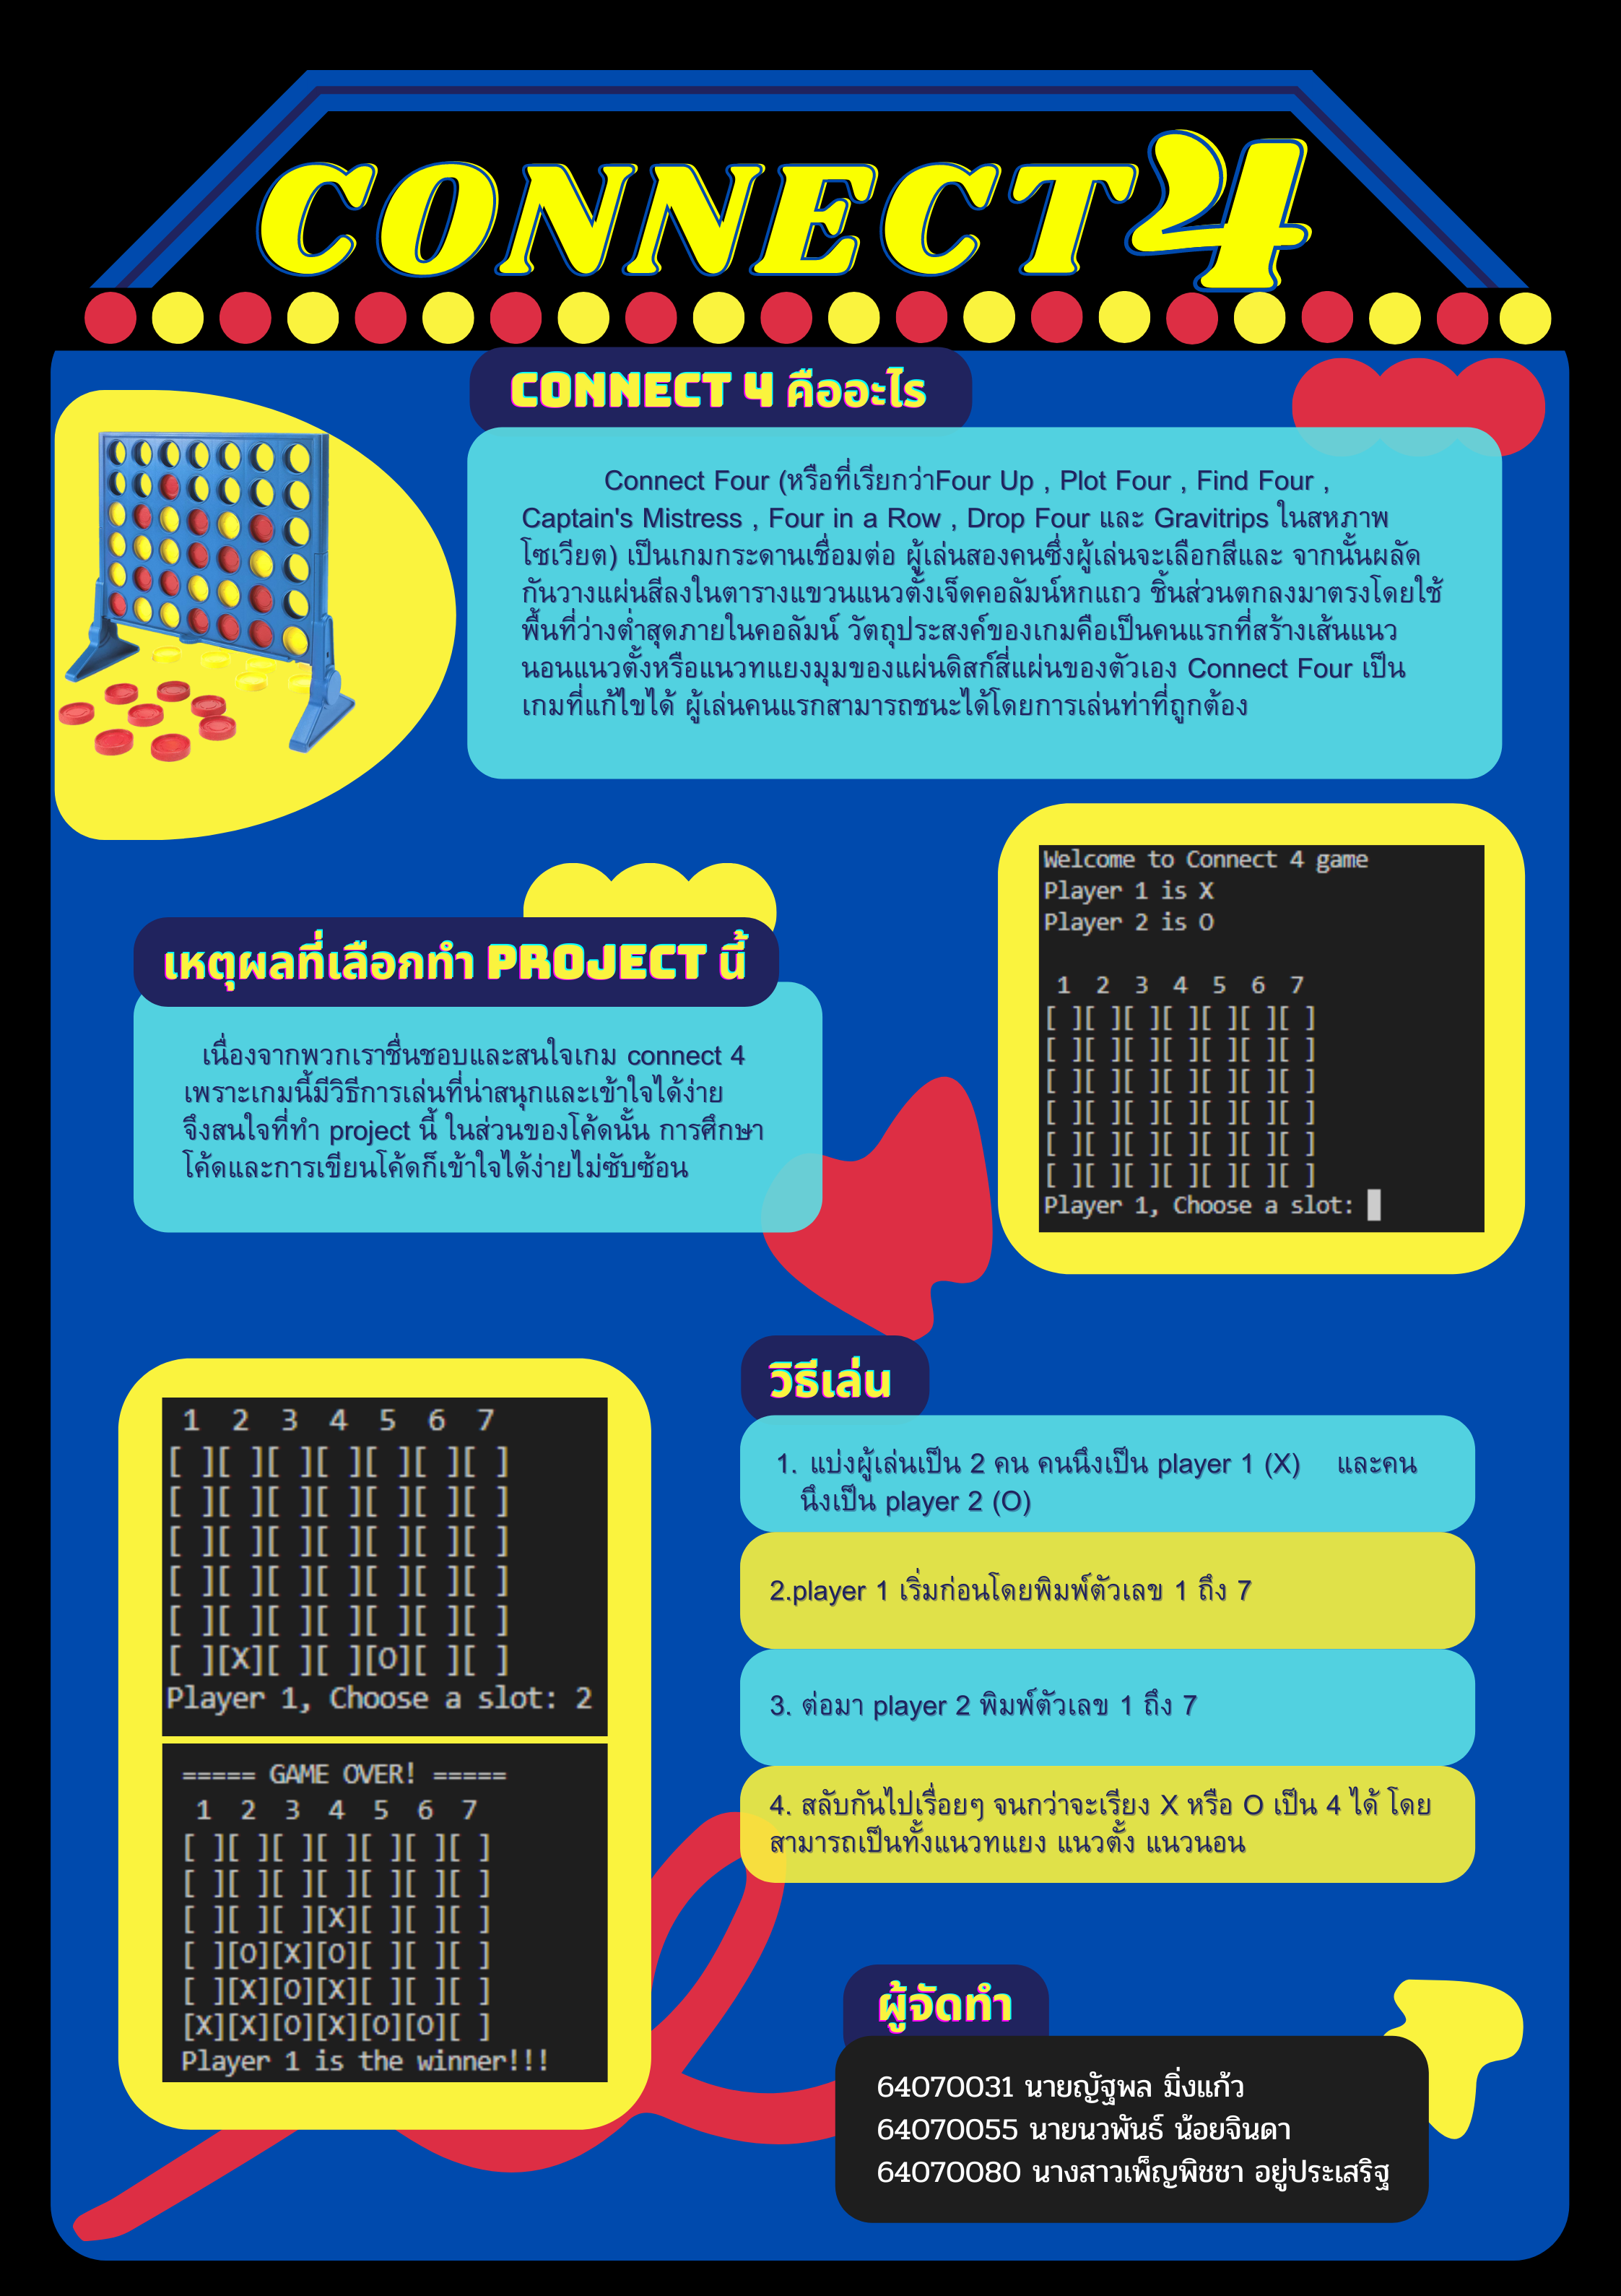 CONNECT4
CONNECT 4 คืออะไร
Connect Four (หรือที่เรียกว่าFour Up , Plot Four , Find Four ,
Captain's Mistress , Four in a Row , Drop Four และ Gravitrips ในสหภาพ
โซเวียต) เป็นเกมกระดานเชื่อมต่อ ผู้เล่นสองคนซึ่งผู้เล่นจะเลือกสีและ จากนั้นผลัด
กันวางแผ่นสีลงในตารางแขวนแนวตั้งเจ็ดคอลัมน์หกแถว ชิ้นส่วนตกลงมาตรงโดยใช้
พื้นที่ว่างต่ำสุดภายในคอลัมน์ วัตถุประสงค์ของเกมคือเป็นคนแรกที่สร้างเส้นแนว
นอนแนวตั้งหรือแนวทแยงมุมของแผ่นดิสก์สี่แผ่นของตัวเอง Connect Four เป็น
เกมที่แก้ไขได้ ผู้เล่นคนแรกสามารถชนะได้โดยการเล่นท่าที่ถูกต้อง
Welcome to Connect 4 game
Player 1 is X
Player 2 is O
1 2 3 4 5 6 7
[ ][ ][ ][ ][ ][ ][ ]
[ ][ ][ ][ ][ ][ ][ ]
[ ][ ][ ][ ][ ][ ][ ]
[ ][ ][ ][ ][ ][ ][ ]
[ ][ ][ ][ ][ ][ ][ ]
[ ][ ][ ][ ][ ][ ][ ]
Player 1, Choose a slot:
เหตุผลที่เลือกทำ PROJECT นี้
เนื่องจากพวกเราชื่นชอบและสนใจเกม connect 4
เพราะเกมนี้มีวิธีการเล่นที่น่าสนุกและเข้าใจได้ง่าย
จึงสนใจที่ทำ project นี้ ในส่วนของโค้ดนั้น การศึกษา
โค้ดและการเขียนโค้ดก็เข้าใจได้ง่ายไม่ซับซ้อน
1 2 3 4 5 6 7
[ ][ ][ ][ ][ ][ ][ ]
[ ][ ][ ][ ][ ][ ][ ]
[ ][ ][ ][ ][ ][ ][ ]
[ ][ ][ ][ ][ ][ ][ ]
[ ][ ][ ][ ][ ][ ][ ]
[ ][X][ ][ ][O][ ][ ]
Player 1, Choose a slot: 2
===== GAME OVER! =====
1 2 3 4 5 6 7
[ ][ ][ ][ ][ ][ ][ ]
[ ][ ][ ][ ][ ][ ][ ]
[ ][ ][ ][X][ ][ ][ ]
[ ][O][X][O][ ][ ][ ]
[ ][X][O][X][ ][ ][ ]
[X][X][O][X][O][O][ ]
Player 1 is the winner!!!
วิธีเล่น
1. แบ่งผู้เล่นเป็น 2 คน คนนึงเป็น player 1 (X) และคน
นึงเป็น player 2 (O)
2.player 1 เริ่มก่อนโดยพิมพ์ตัวเลข 1 ถึง 7
3. ต่อมา player 2 พิมพ์ตัวเลข 1 ถึง 7
4. สลับกันไปเรื่อยๆ จนกว่าจะเรียง X หรือ O เป็น 4 ได้ โดย
สามารถเป็นทั้งแนวทแยง แนวตั้ง แนวนอน
ผู้จัดทำ
64070031 นายญัฐพล มิ่งแก้ว
64070055 นายนวพันธ์ น้อยจินดา
64070080 นางสาวเพ็ญพิชชา อยู่ประเสริฐ